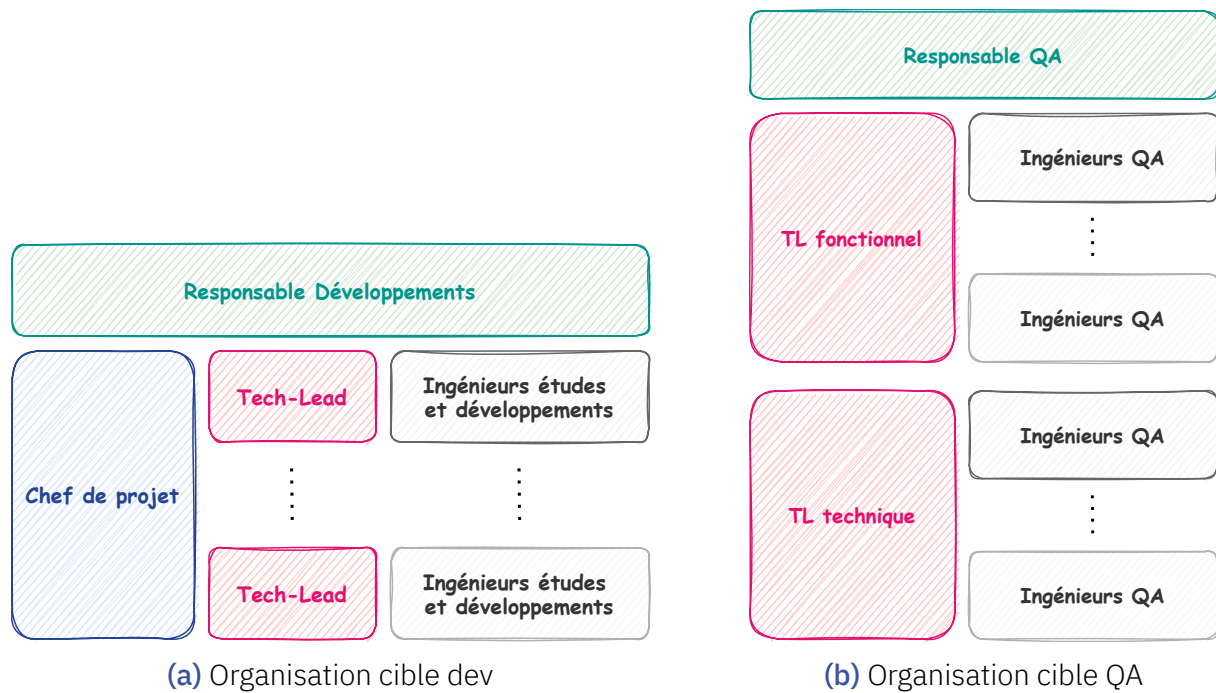 Responsable Développements
Chef de projet
Tech-Lead
Ingénieurs études
et développements
Tech-Lead
Ingénieurs études
et développements
(a) Organisation cible dev
Responsable QA
TL fonctionnel
Ingénieurs QA
Ingénieurs QA
TL technique
Ingénieurs QA
Ingénieurs QA
(b) Organisation cible QA